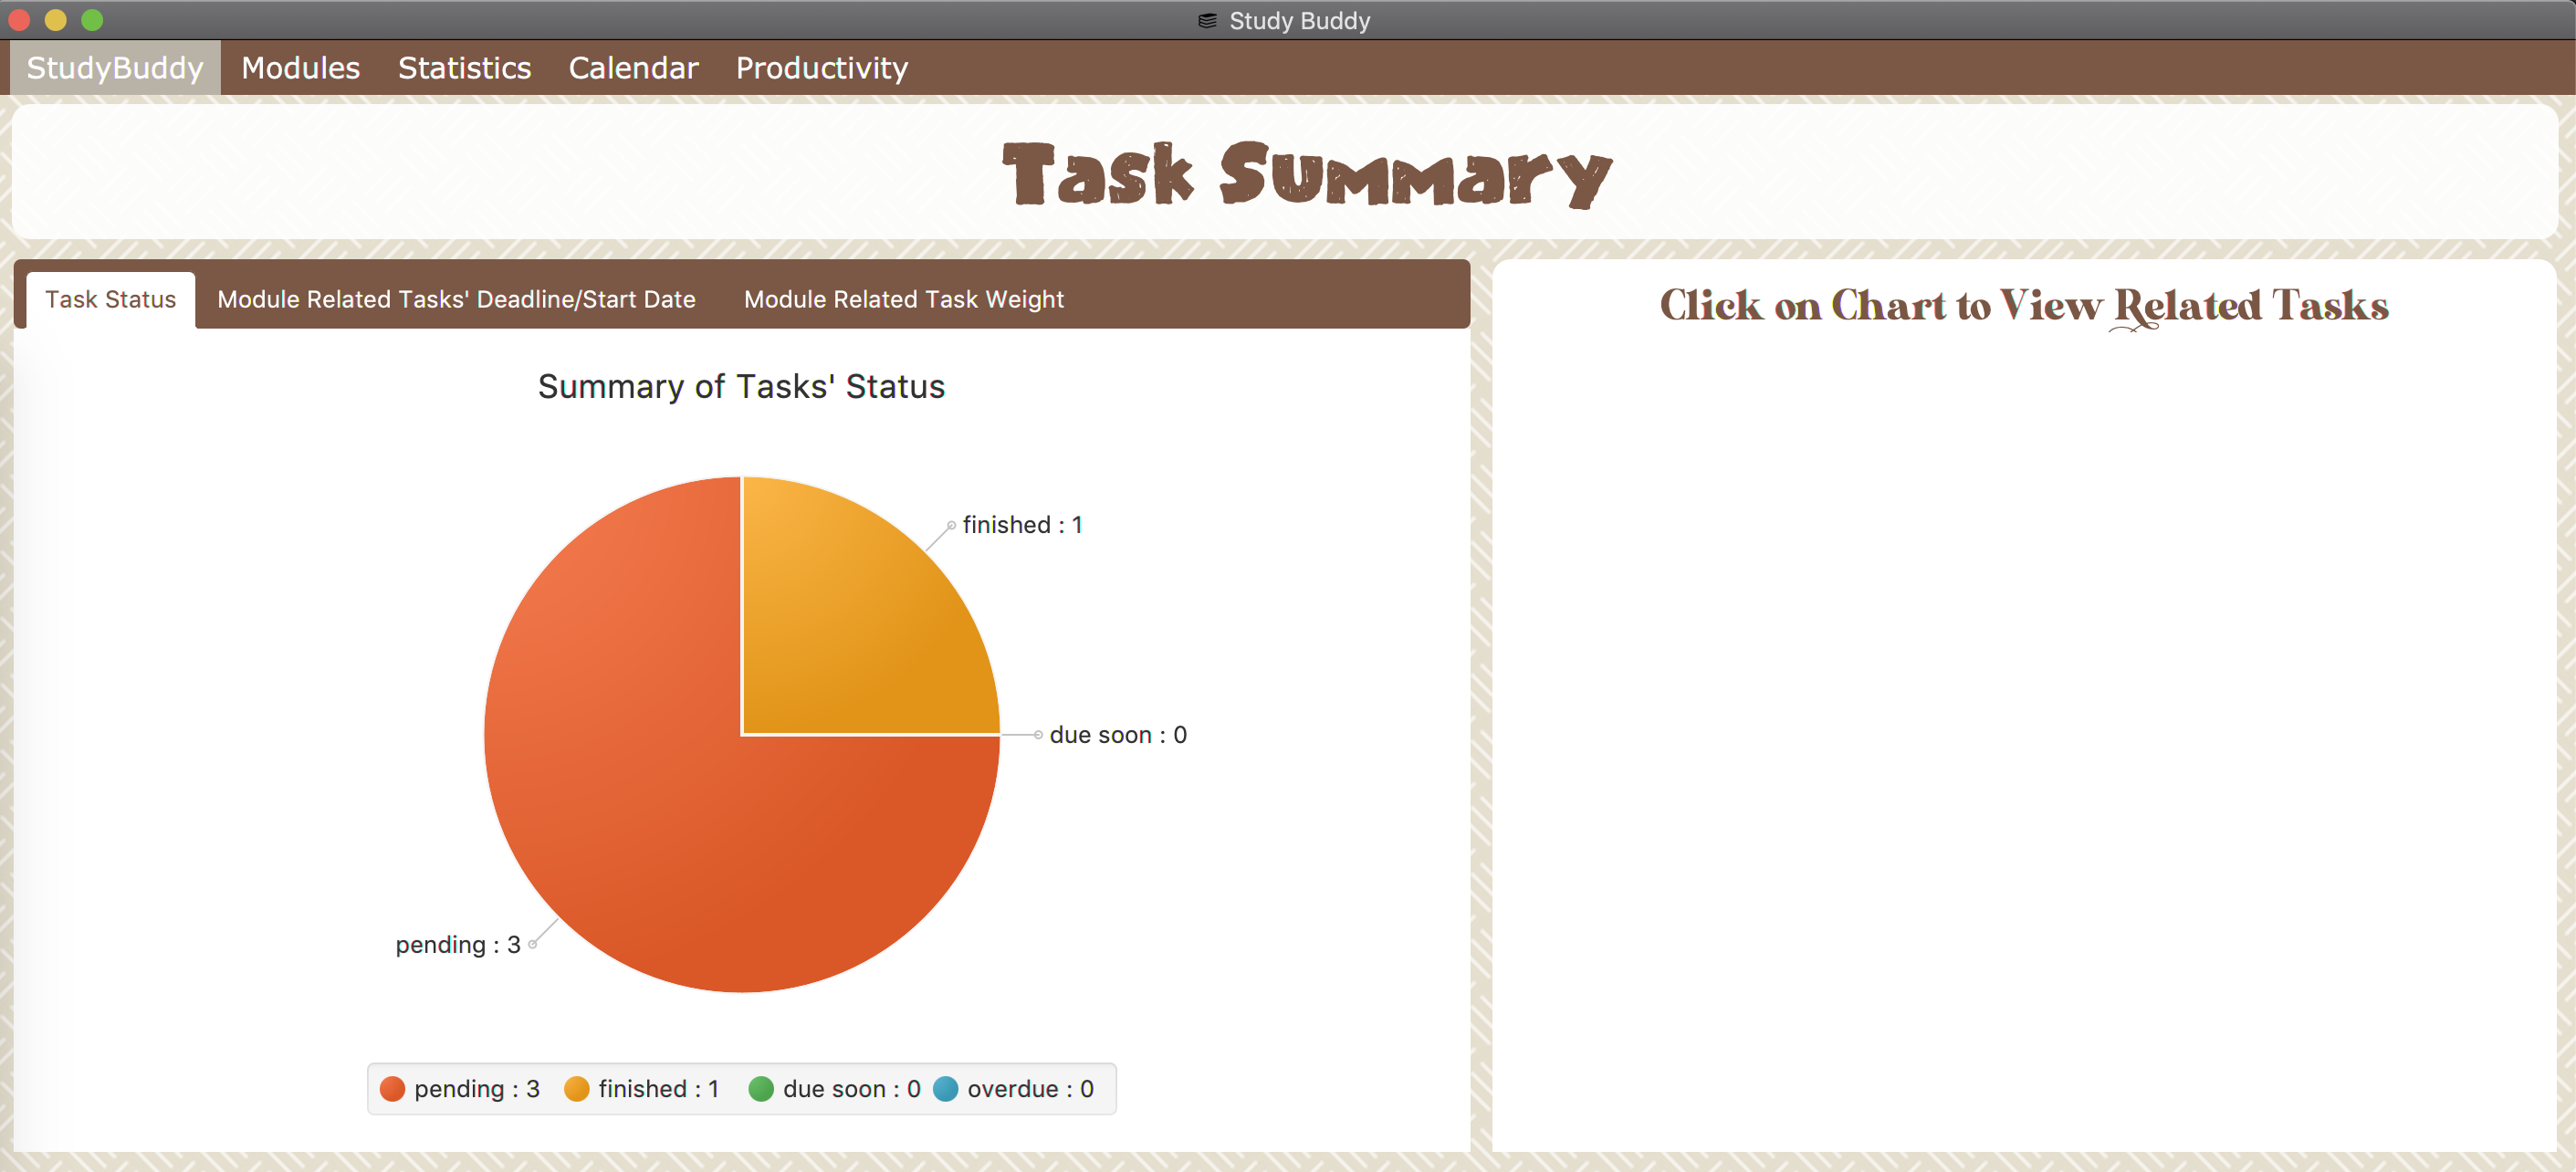 Study Buddy
StudyBuddy Modules Statistics Calendar Productivity
Task Summary
Task Status Module Related Tasks' Deadline/Start Date Module Related Task Weight
Click on Chart to View Related Tasks
Summary of Tasks' Status
finished : 1
due soon : 0
pending : 3
pending : 3 finished : 1 due soon : 0 overdue : 0